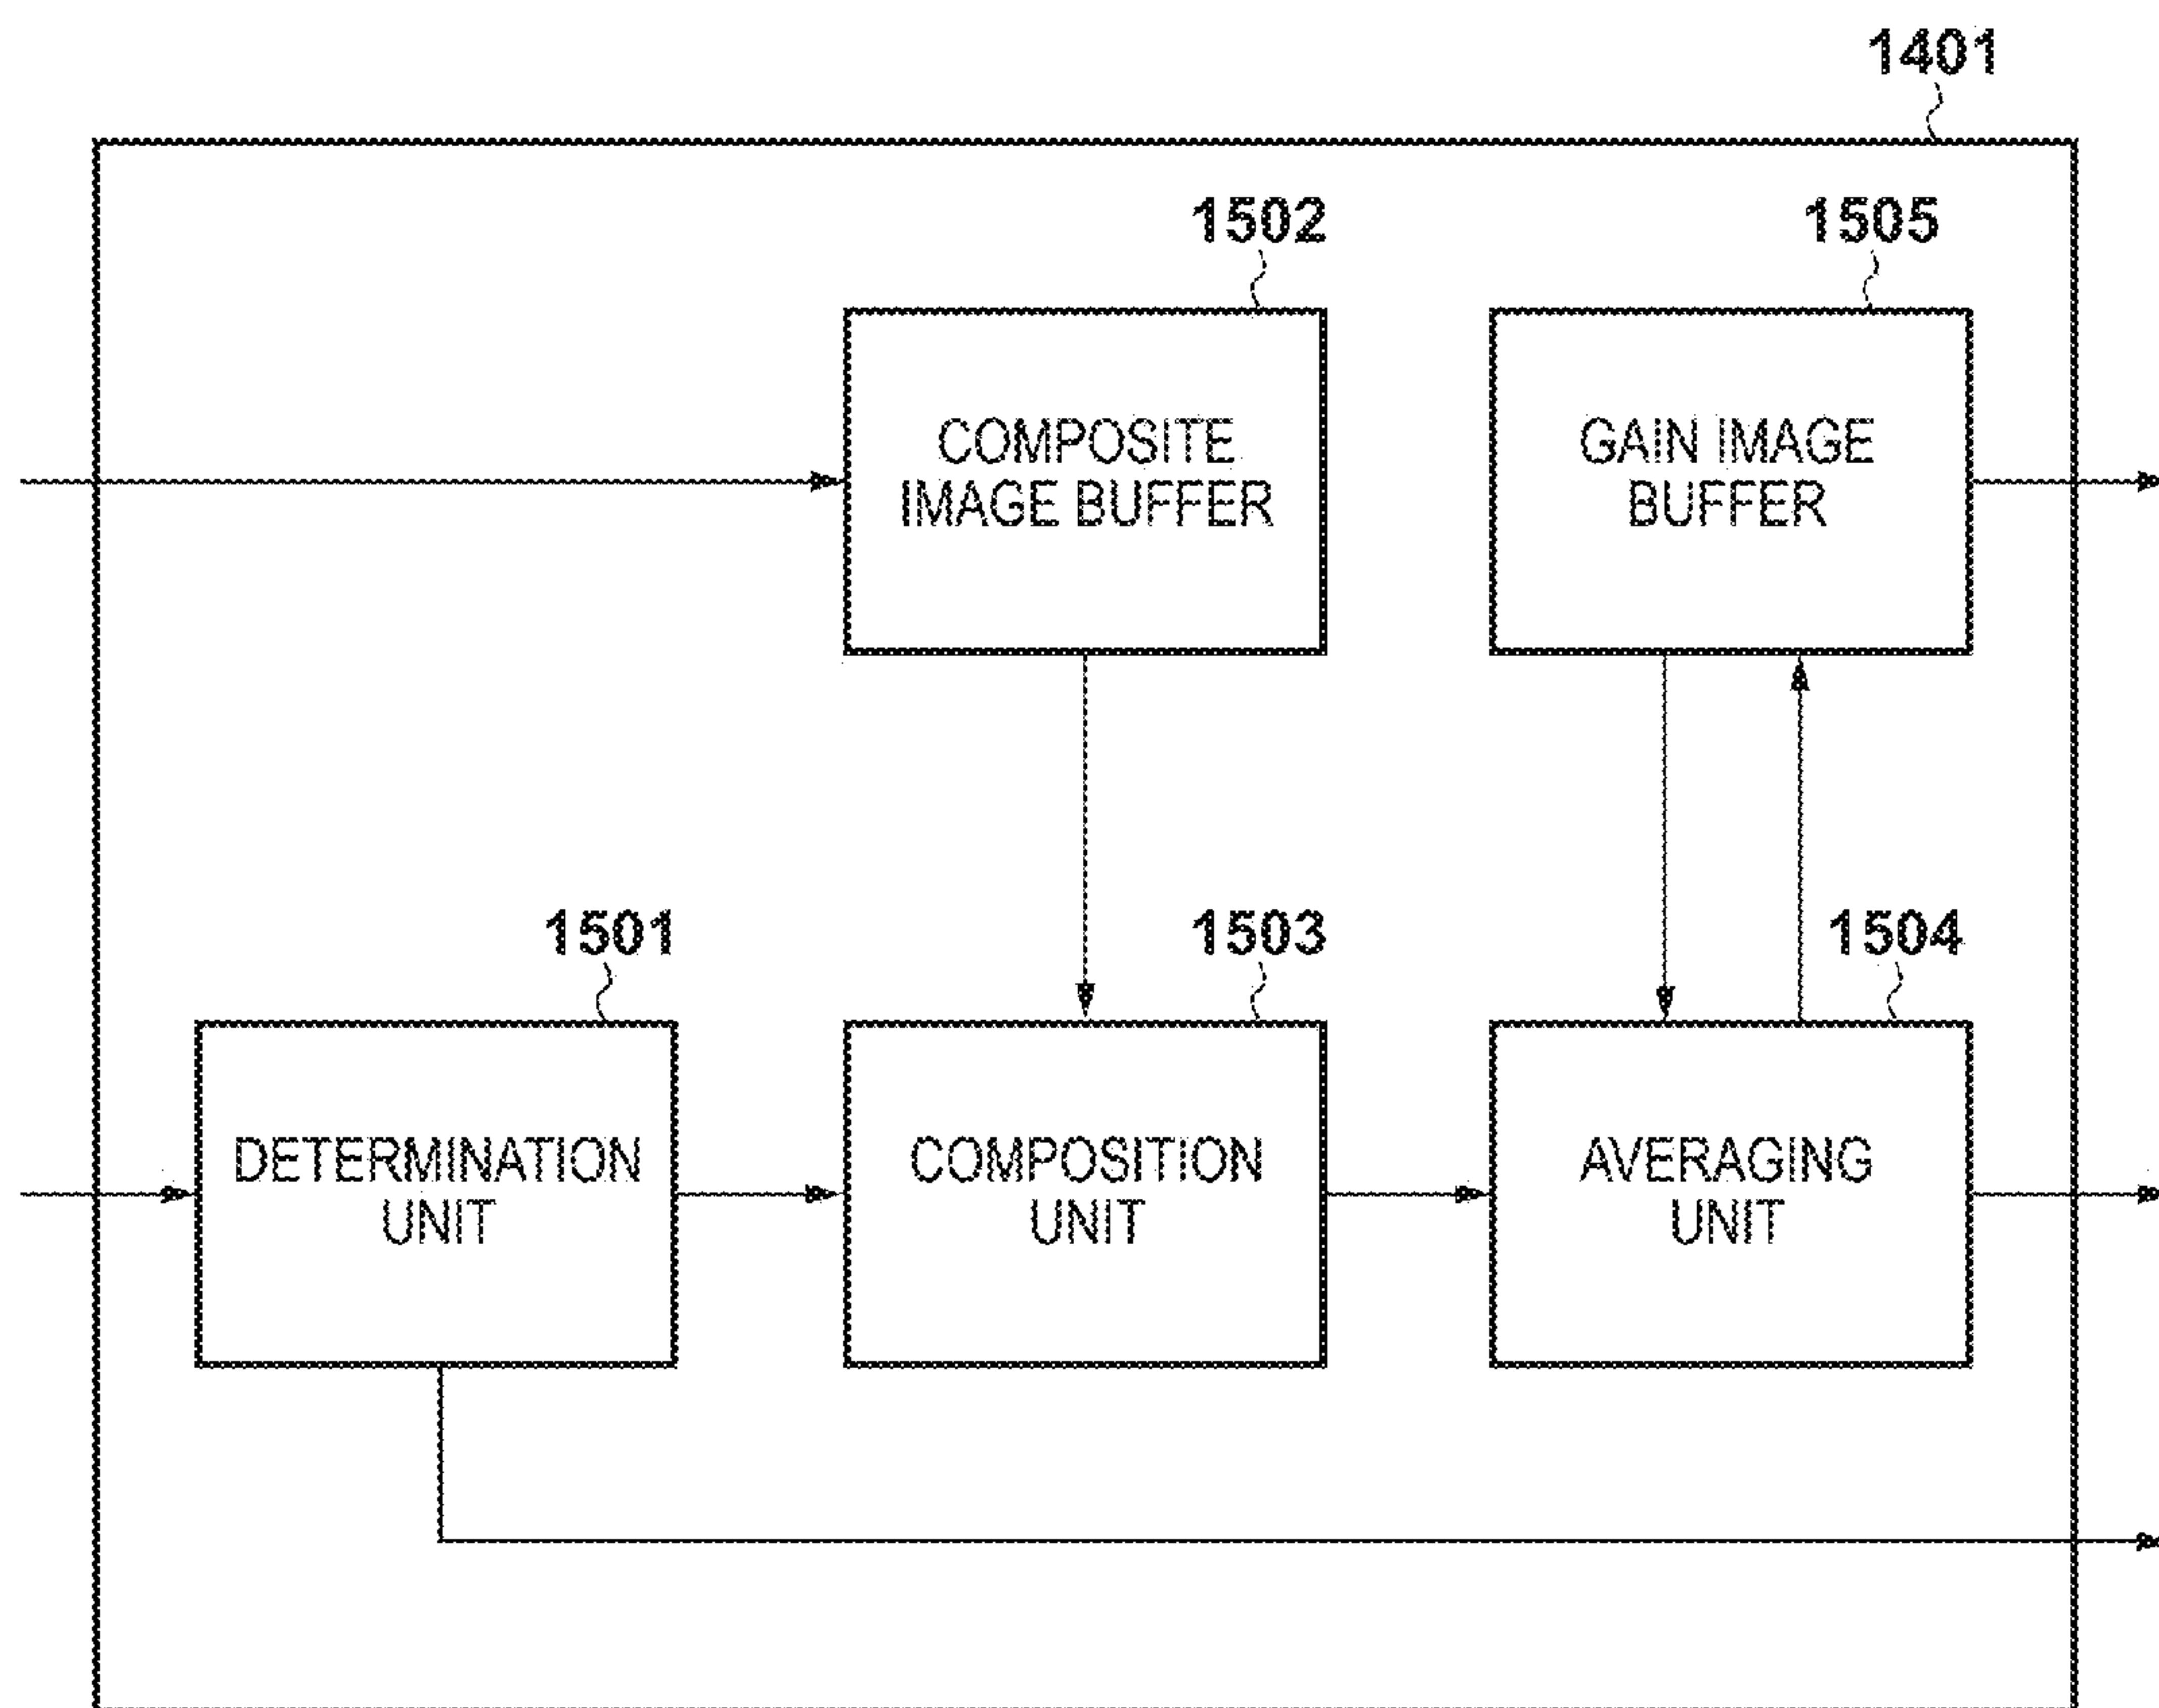 1401
1502
1505
COMPOSITE
IMAGE BUFFER
GAIN IMAGE
BUFFER
1501
1503
1504
DETERMINATION
UNIT
COMPOSITION
UNIT
AVERAGING
UNIT